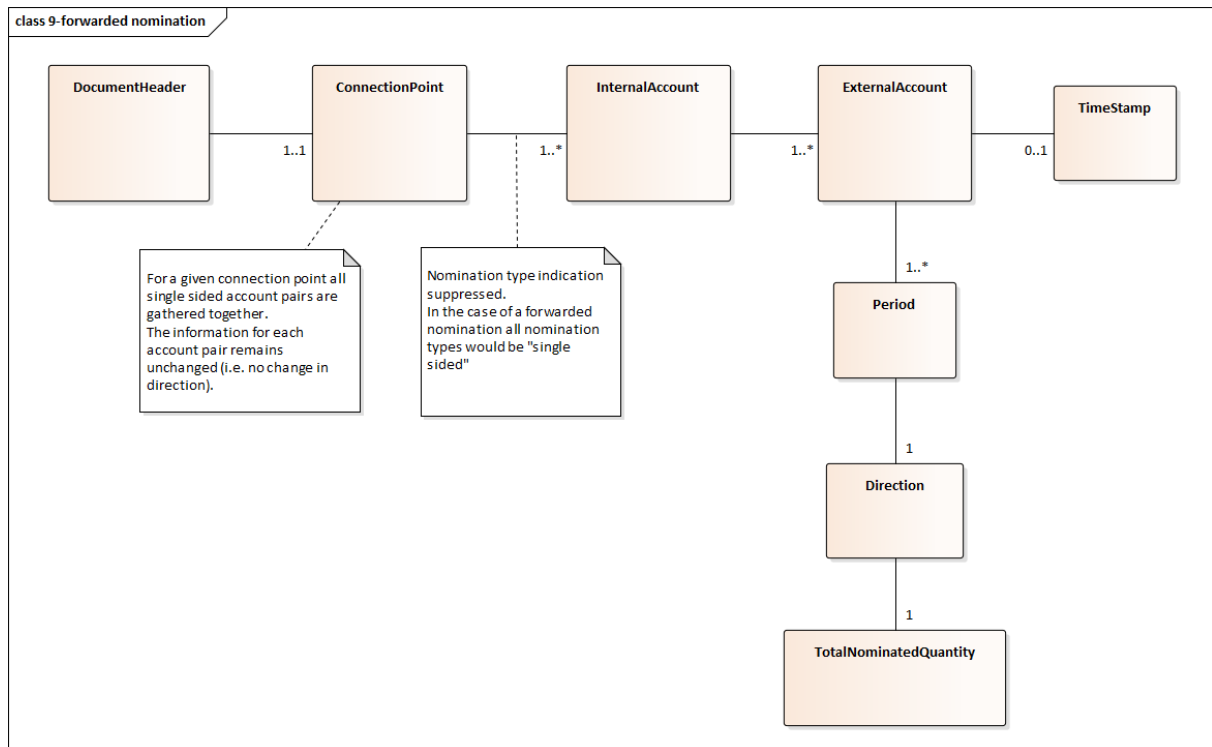 class 9-forwarded nomination
DocumentHeader
ConnectionPoint
InternalAccount
ExternalAccount
TimeStamp
1..1
1..*
1..*
0..1
For a given connection point all
single sided account pairs are
gathered together.
The information for each
account pair remains
unchanged (i.e. no change in
direction).
Nomination type indication
suppressed.
In the case of a forwarded
nomination all nomination
types would be "single
sided"
1..*
Period
1
Direction
1
TotalNominatedQuantity